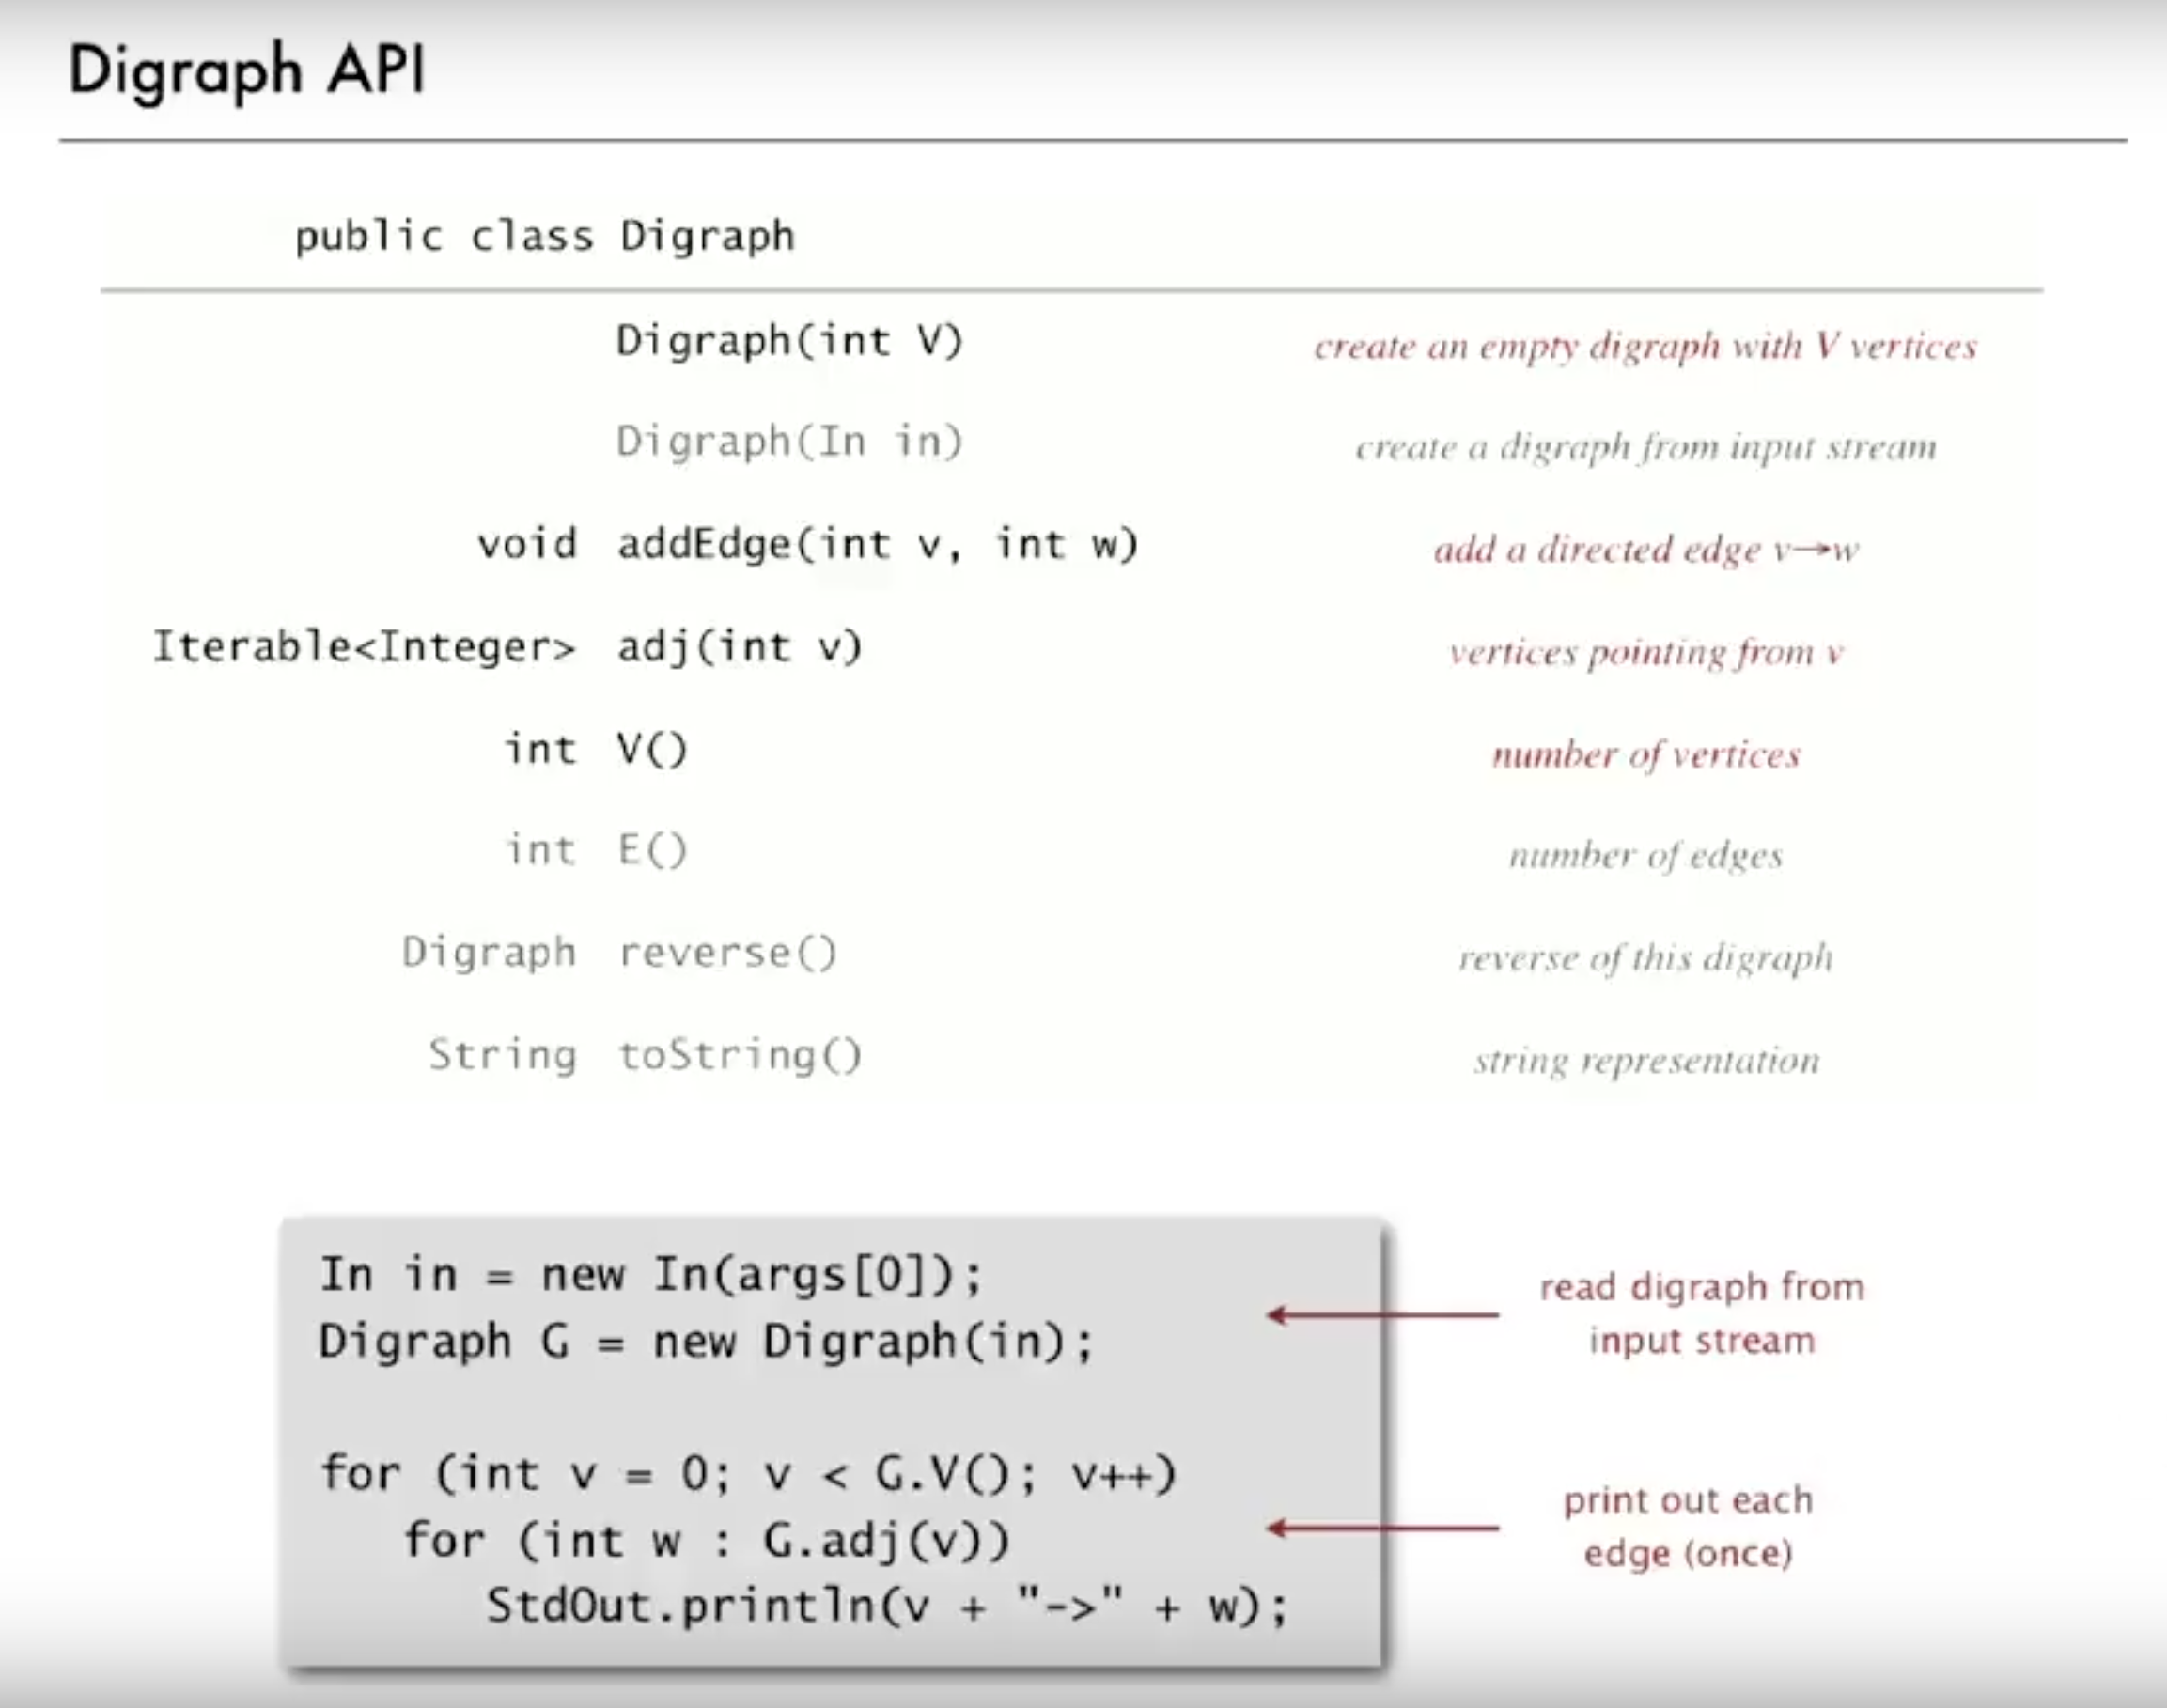 Digraph API
public class Digraph
Digraph(int V) create an empty digraph with V vertices
Digraph(In in) create a digraph from input stream
void addEdge(int v, int w) add a directed edge v→w
Iterable<Integer> adj(int v) vertices pointing from v
int V() number of vertices
int E() number of edges
Digraph reverse() reverse of this digraph
String toString() string representation
In in = new In(args[0]);
Digraph G = new Digraph(in);
read digraph from
input stream
for (int v = 0; v < G.V(); v++)
for (int w : G.adj(v))
StdOut.println(v + "->" + w);
print out each
edge (once)